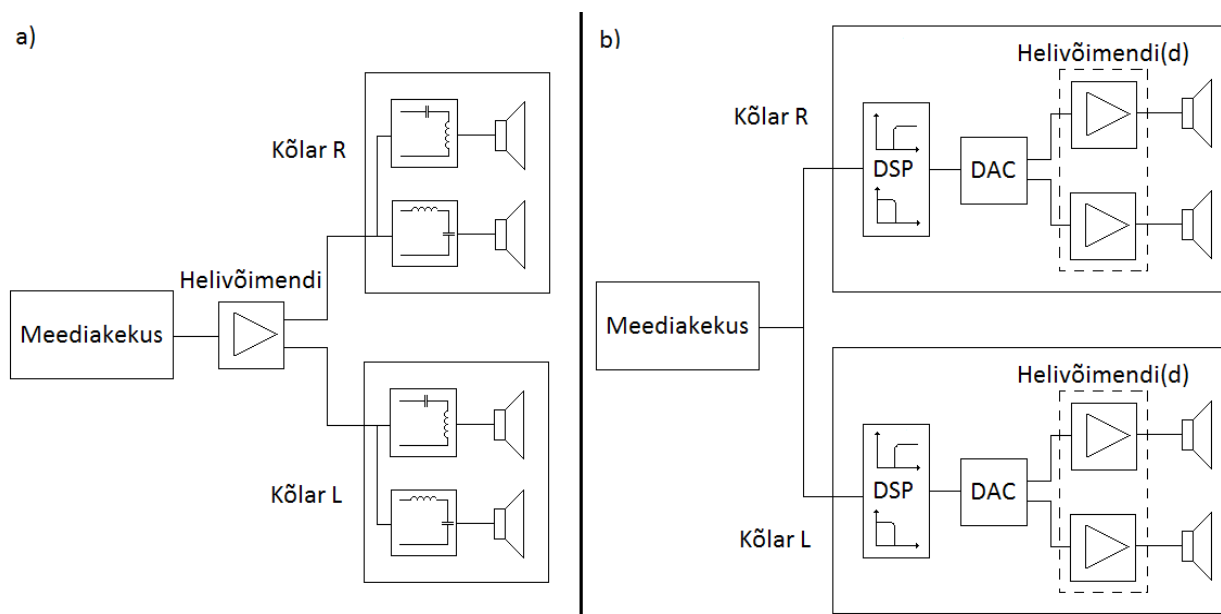 a)
Kõlar R
Helivõimendi
Meediakekus
Kõlar L
b)
Helivõimendi(d)
Kõlar R
DSP
DAC
Meediakekus
Helivõimendi(d)
DSP
DAC
Kõlar L